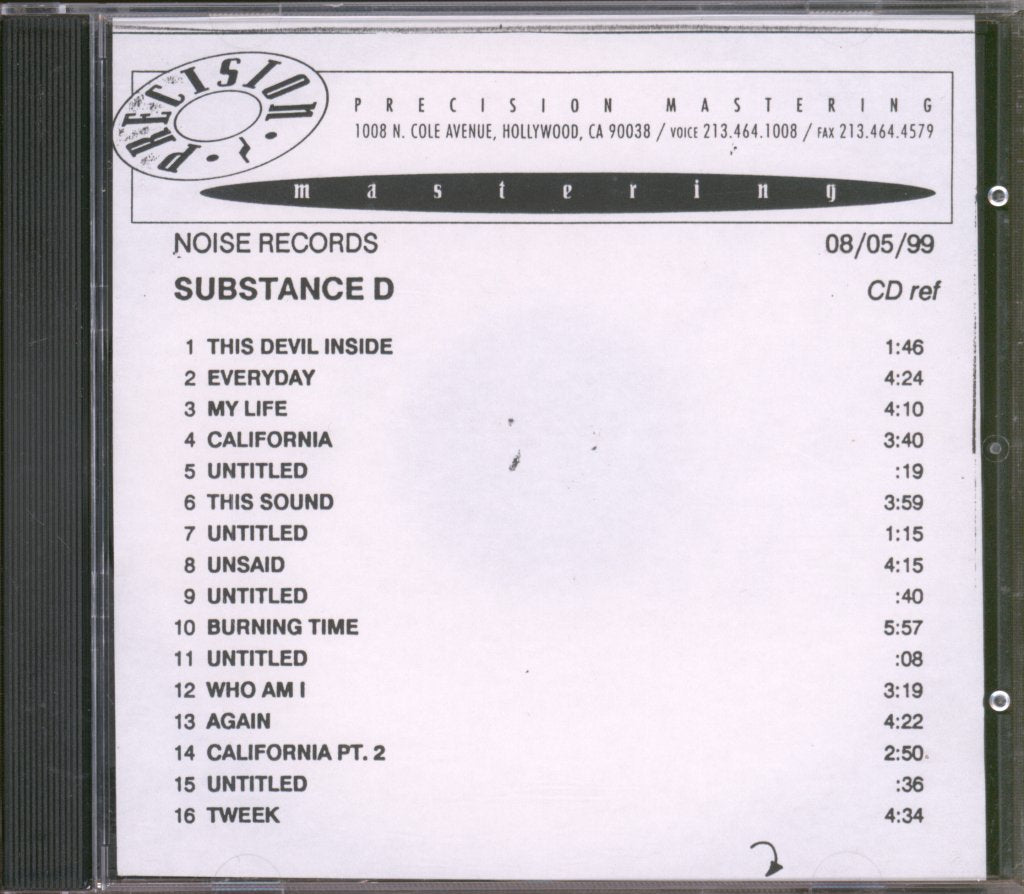 PRECISION
PRECISION MASTERING
1008 N. COLE AVENUE, HOLLYWOOD, CA 90038 / VOICE 213.464.1008 / FAX 213.464.4579
mastering
NOISE RECORDS 08/05/99
SUBSTANCE D CD ref
1 THIS DEVIL INSIDE 1:46
2 EVERYDAY 4:24
3 MY LIFE 4:10
4 CALIFORNIA 3:40
5 UNTITLED :19
6 THIS SOUND 3:59
7 UNTITLED 1:15
8 UNSAID 4:15
9 UNTITLED :40
10 BURNING TIME 5:57
11 UNTITLED :08
12 WHO AM I 3:19
13 AGAIN 4:22
14 CALIFORNIA PT. 2 2:50
15 UNTITLED :36
16 TWEEK 4:34